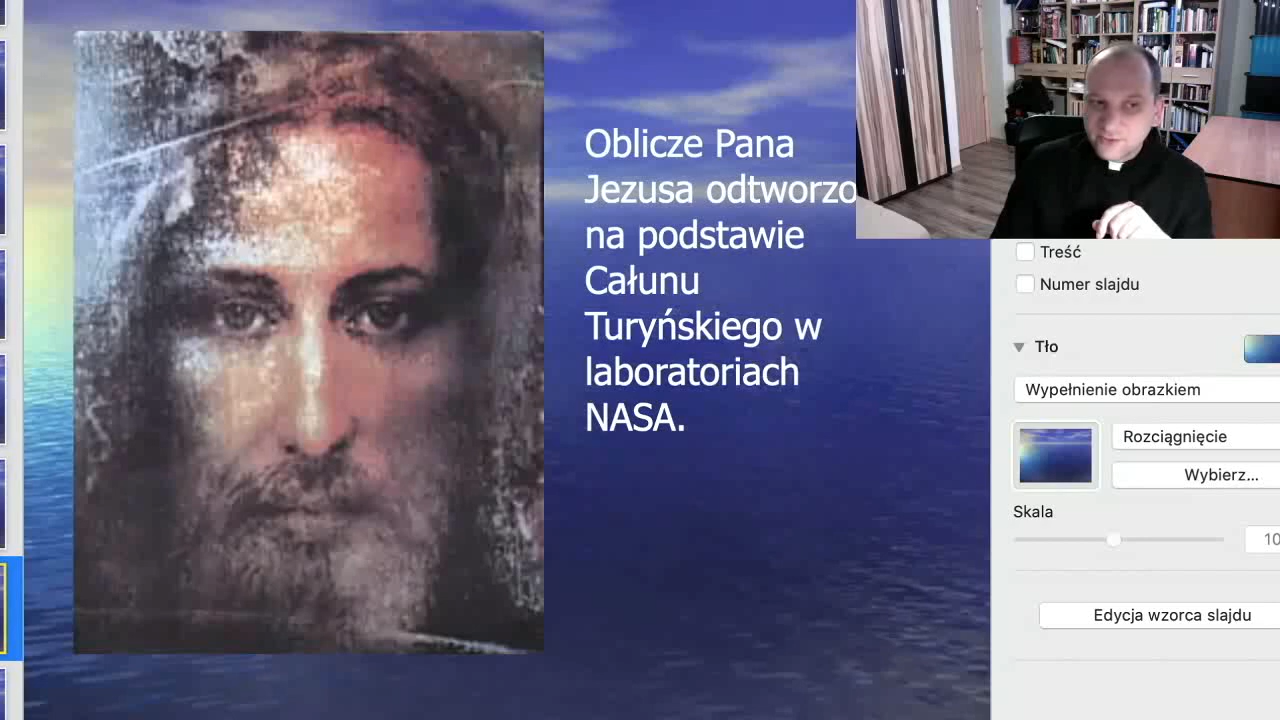 Oblicze Pana
Jezusa odtworzo
na podstawie
Całunu
Turyńskiego w
laboratoriach
NASA.
Treść
Numer slajdu
Tło
Wypełnienie obrazkiem
Rozciągnięcie
Wybierz...
Skala
10
Edycja wzorca slajdu